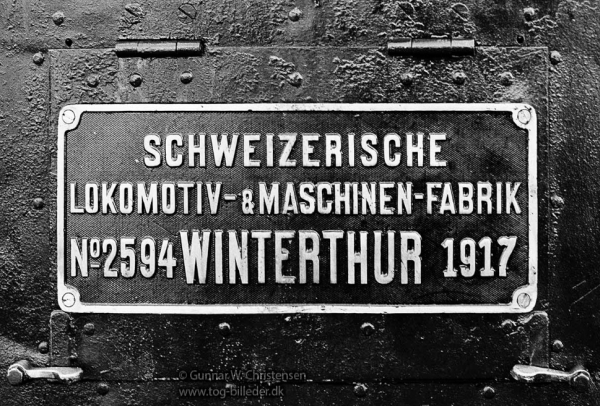 SCHWEIZERISCHE
LOKOMOTIV-&MASCHINEN-FABRIK
Nº2594 WINTERTHUR 1917
© Gunnar W. Christensen
www.tog-billeder.dk